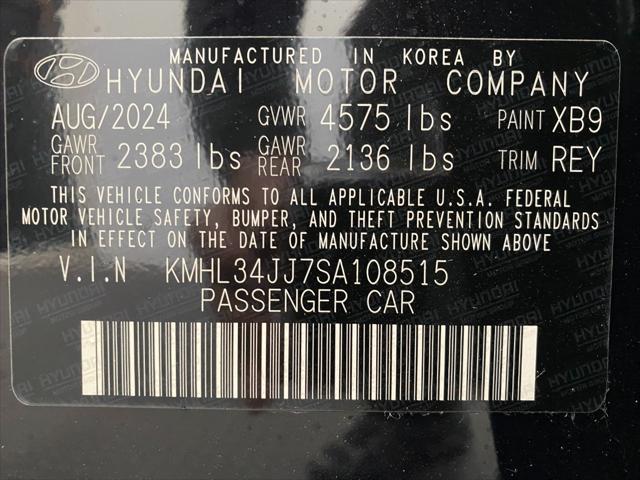 MANUFACTURED IN KOREA BY
HYUNDAI MOTOR COMPANY
AUG/2024 GVWR 4575 lbs PAINT XB9
GAWR FRONT 2383 lbs GAWR REAR 2136 lbs TRIM REY
THIS VEHICLE CONFORMS TO ALL APPLICABLE U.S.A. FEDERAL
MOTOR VEHICLE SAFETY, BUMPER, AND THEFT PREVENTION STANDARDS
IN EFFECT ON THE DATE OF MANUFACTURE SHOWN ABOVE
V.I.N KMHL34JJ7SA108515
PASSENGER CAR